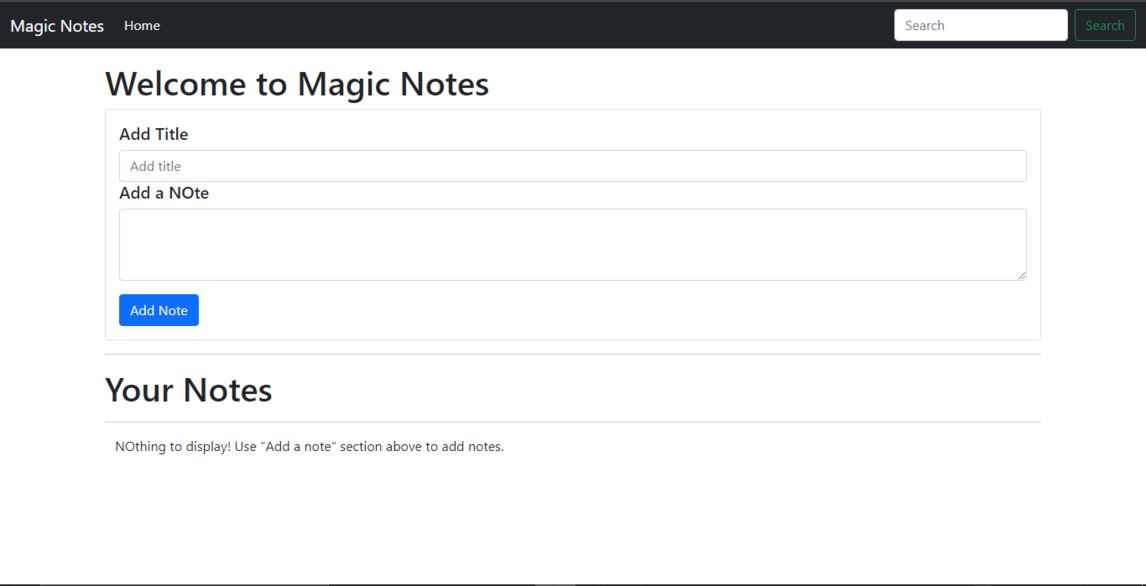 Magic Notes Home Search Search
Welcome to Magic Notes
Add Title
Add title
Add a NOte
Add Note
Your Notes
NOthing to display! Use "Add a note" section above to add notes.